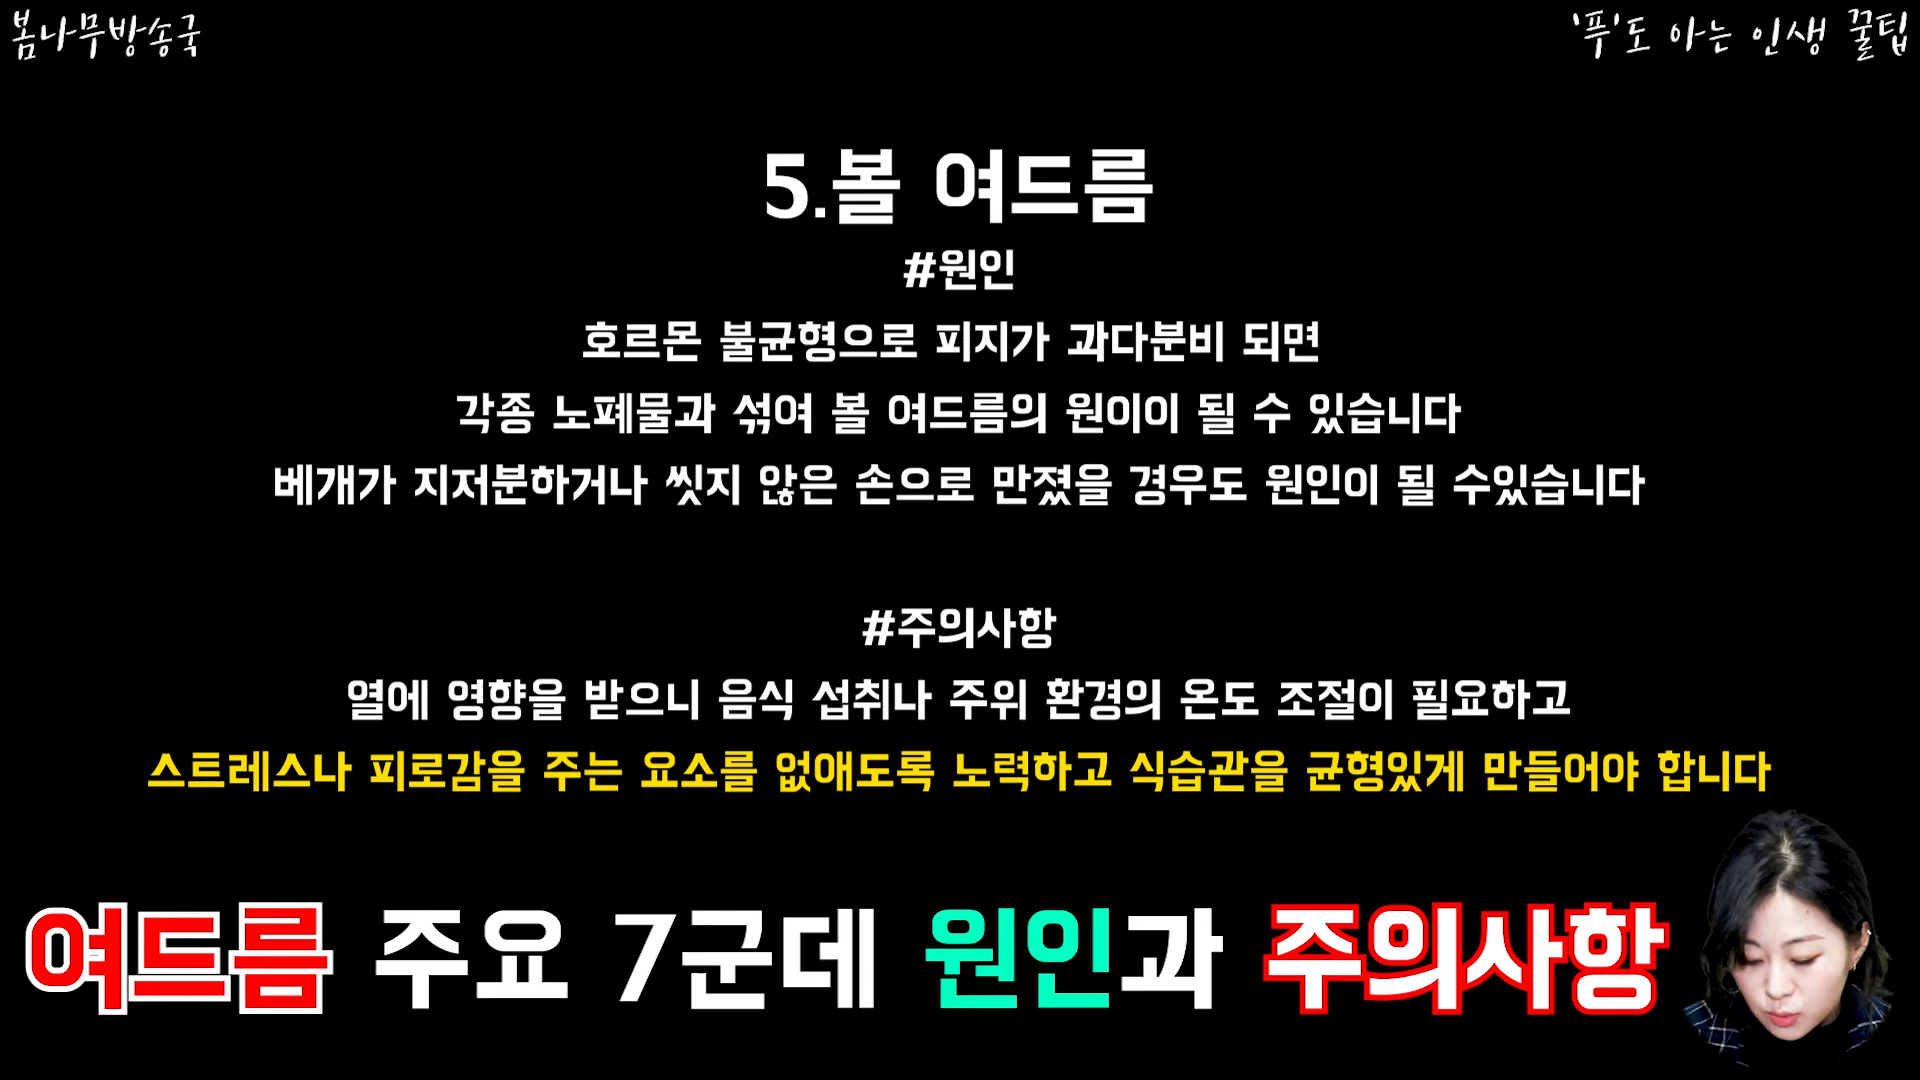 봄나무방송국
'푸'도 아는 인생 꿀팁
5.볼 여드름
#원인
호르몬 불균형으로 피지가 과다분비 되면
각종 노폐물과 섞여 볼 여드름의 원이이 될 수 있습니다
베개가 지저분하거나 씻지 않은 손으로 만졌을 경우도 원인이 될 수있습니다
#주의사항
열에 영향을 받으니 음식 섭취나 주위 환경의 온도 조절이 필요하고
스트레스나 피로감을 주는 요소를 없애도록 노력하고 식습관을 균형있게 만들어야 합니다
여드름 주요 7군데 원인과 주의사항